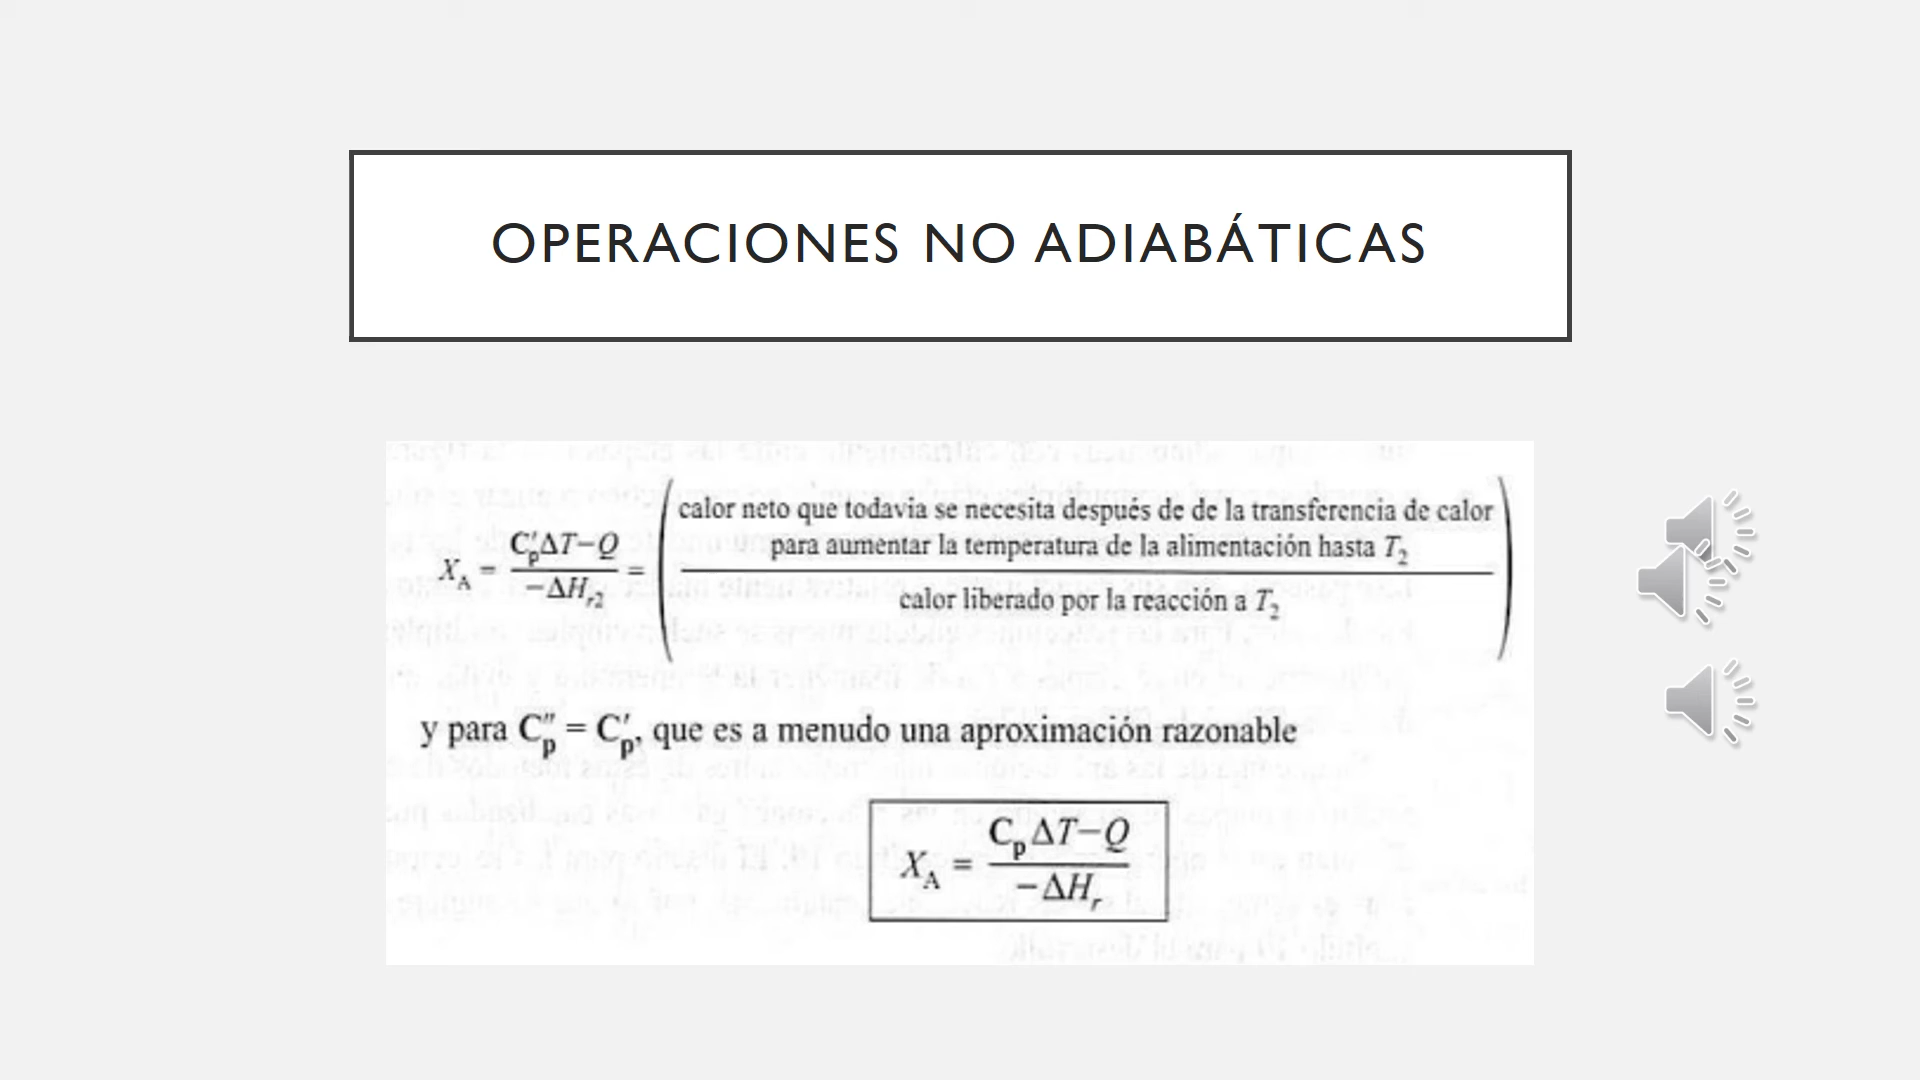 OPERACIONES NO ADIABÁTICAS
calor neto que todavia se necesita después de de la transferencia de calor
para aumentar la temperatura de la alimentación hasta T₂
X_A = (C′_p ΔT−Q) / (−ΔH_r2) =
calor liberado por la reacción a T₂
y para C″_p = C′_p, que es a menudo una aproximación razonable
X_A = (C_p ΔT−Q) / (−ΔH_r)